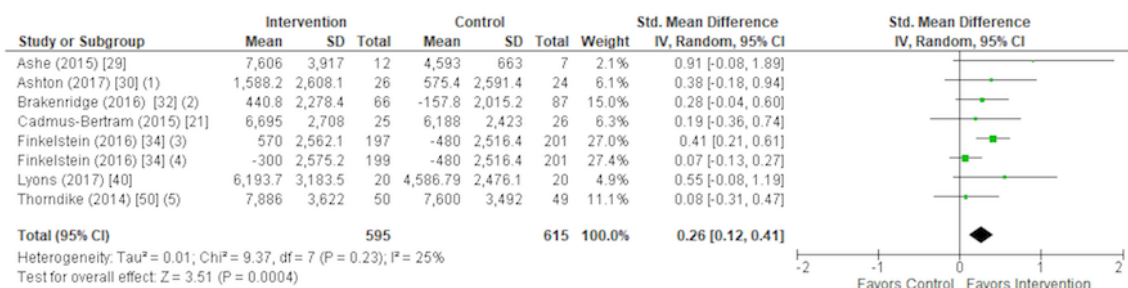 Intervention Control Std. Mean Difference Std. Mean Difference
Study or Subgroup Mean SD Total Mean SD Total Weight IV, Random, 95% CI IV, Random, 95% CI
Ashe (2015) [29] 7,606 3,917 12 4,593 663 7 2.1% 0.91 [-0.08, 1.89]
Ashton (2017) [30] (1) 1,588.2 2,608.1 26 575.4 2,591.4 24 6.1% 0.38 [-0.18, 0.94]
Brakenridge (2016) [32] (2) 440.8 2,278.4 66 -157.8 2,015.2 87 15.0% 0.28 [-0.04, 0.60]
Cadmus-Bertram (2015) [21] 6,695 2,708 25 6,188 2,423 26 6.3% 0.19 [-0.36, 0.74]
Finkelstein (2016) [34] (3) 570 2,562.1 197 -480 2,516.4 201 27.0% 0.41 [0.21, 0.61]
Finkelstein (2016) [34] (4) -300 2,575.2 199 -480 2,516.4 201 27.4% 0.07 [-0.13, 0.27]
Lyons (2017) [40] 6,193.7 3,183.5 20 4,586.79 2,476.1 20 4.9% 0.55 [-0.08, 1.19]
Thorndike (2014) [50] (5) 7,886 3,622 50 7,600 3,492 49 11.1% 0.08 [-0.31, 0.47]
Total (95% CI) 595 615 100.0% 0.26 [0.12, 0.41]
Heterogeneity: Tau² = 0.01; Chi² = 9.37, df = 7 (P = 0.23); I² = 25%
Test for overall effect: Z = 3.51 (P = 0.0004)
-2 -1 0 1 2
Favors Control Favors Intervention